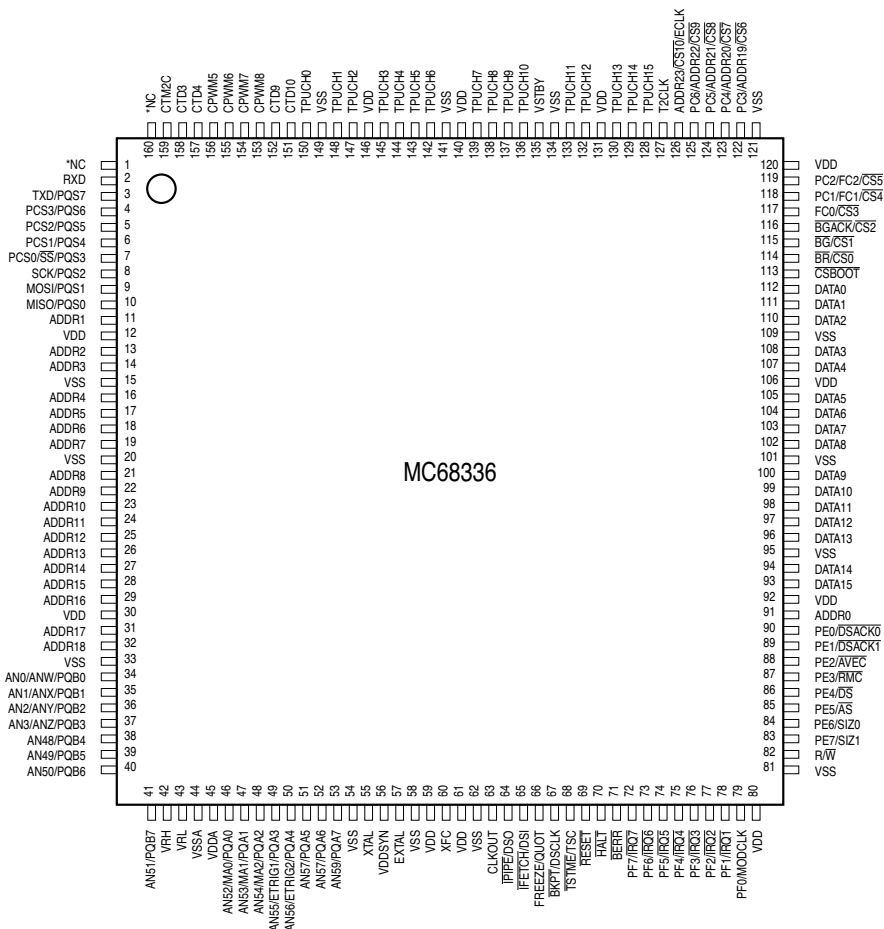 *NC
CTM2C
CTD3
CTD4
CPWM5
CPWM6
CPWM7
CPWM8
CTD9
CTD10
TPUCH0
VSS
TPUCH1
TPUCH2
VDD
TPUCH3
TPUCH4
TPUCH5
TPUCH6
VSS
VDD
TPUCH7
TPUCH8
TPUCH9
TPUCH10
VSTBY
VSS
TPUCH11
TPUCH12
VDD
TPUCH13
TPUCH14
TPUCH15
T2CLK
ADDR23/CS10/ECLK
PC6/ADDR22/CS9
PC5/ADDR21/CS8
PC4/ADDR20/CS7
PC3/ADDR19/CS6
VSS
160
159
158
157
156
155
154
153
152
151
150
149
148
147
146
145
144
143
142
141
140
139
138
137
136
135
134
133
132
131
130
129
128
127
126
125
124
123
122
121
*NC 1
RXD 2
TXD/PQS7 3
PCS3/PQS6 4
PCS2/PQS5 5
PCS1/PQS4 6
PCS0/SS/PQS3 7
SCK/PQS2 8
MOSI/PQS1 9
MISO/PQS0 10
ADDR1 11
VDD 12
ADDR2 13
ADDR3 14
VSS 15
ADDR4 16
ADDR5 17
ADDR6 18
ADDR7 19
VSS 20
ADDR8 21
ADDR9 22
ADDR10 23
ADDR11 24
ADDR12 25
ADDR13 26
ADDR14 27
ADDR15 28
ADDR16 29
VDD 30
ADDR17 31
ADDR18 32
VSS 33
AN0/ANW/PQB0 34
AN1/ANX/PQB1 35
AN2/ANY/PQB2 36
AN3/ANZ/PQB3 37
AN48/PQB4 38
AN49/PQB5 39
AN50/PQB6 40
MC68336
120 VDD
119 PC2/FC2/CS5
118 PC1/FC1/CS4
117 FC0/CS3
116 BGACK/CS2
115 BG/CS1
114 BR/CS0
113 CSBOOT
112 DATA0
111 DATA1
110 DATA2
109 VSS
108 DATA3
107 DATA4
106 VDD
105 DATA5
104 DATA6
103 DATA7
102 DATA8
101 VSS
100 DATA9
99 DATA10
98 DATA11
97 DATA12
96 DATA13
95 VSS
94 DATA14
93 DATA15
92 VDD
91 ADDR0
90 PE0/DSACK0
89 PE1/DSACK1
88 PE2/AVEC
87 PE3/RMC
86 PE4/DS
85 PE5/AS
84 PE6/SIZ0
83 PE7/SIZ1
82 R/W
81 VSS
41
42
43
44
45
46
47
48
49
50
51
52
53
54
55
56
57
58
59
60
61
62
63
64
65
66
67
68
69
70
71
72
73
74
75
76
77
78
79
80
AN51/PQB7
VRH
VRL
VSSA
VDDA
AN52/MA0/PQA0
AN53/MA1/PQA1
AN54/MA2/PQA2
AN55/ETRIG1/PQA3
AN56/ETRIG2/PQA4
AN57/PQA5
AN57/PQA6
AN59/PQA7
VSS
XTAL
VDDSYN
EXTAL
VSS
VDD
XFC
VDD
VSS
CLKOUT
IPIPE/DSO
IFETCH/DSI
FREEZE/QUOT
BKPT/DSCLK
TSTME/TSC
RESET
HALT
BERR
PF7/IRQ7
PF6/IRQ6
PF5/IRQ5
PF4/IRQ4
PF3/IRQ3
PF2/IRQ2
PF1/IRQ1
PF0/MODCLK
VDD